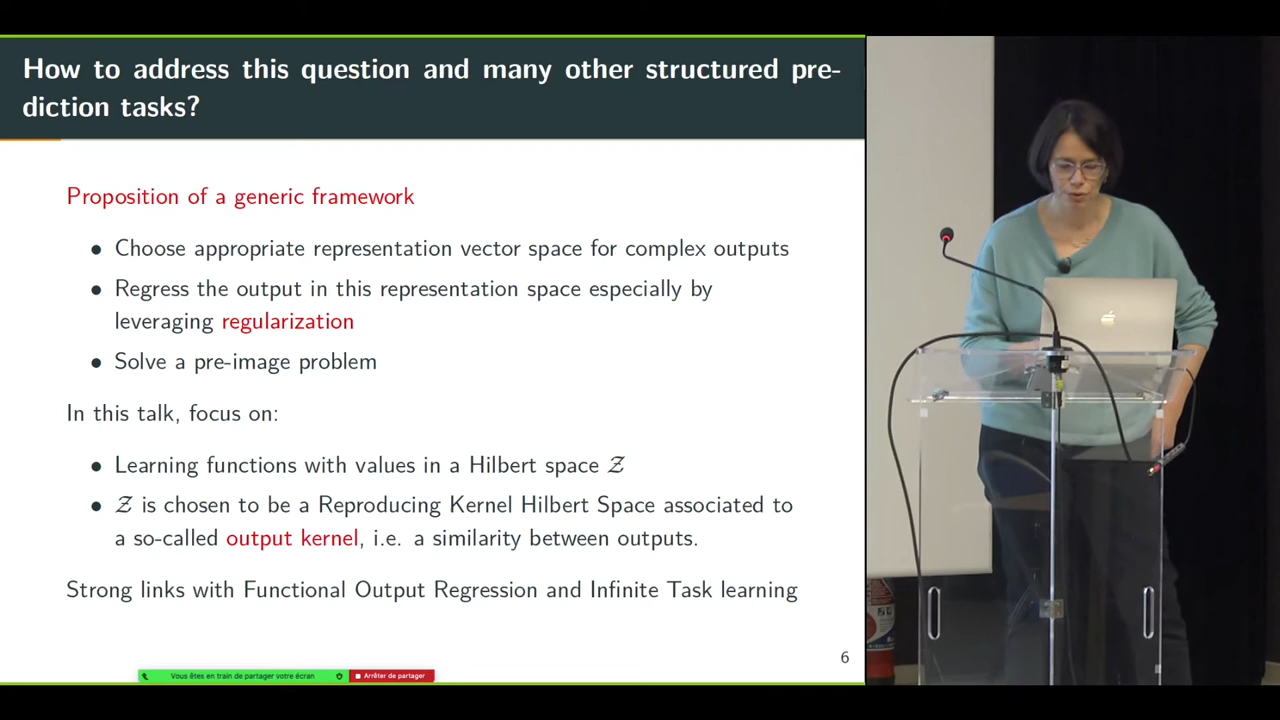 How to address this question and many other structured pre-
diction tasks?
Proposition of a generic framework
• Choose appropriate representation vector space for complex outputs
• Regress the output in this representation space especially by
leveraging regularization
• Solve a pre-image problem
In this talk, focus on:
• Learning functions with values in a Hilbert space 𝒵
• 𝒵 is chosen to be a Reproducing Kernel Hilbert Space associated to
a so-called output kernel, i.e. a similarity between outputs.
Strong links with Functional Output Regression and Infinite Task learning
6
Vous êtes en train de partager votre écran
Arrêter de partager